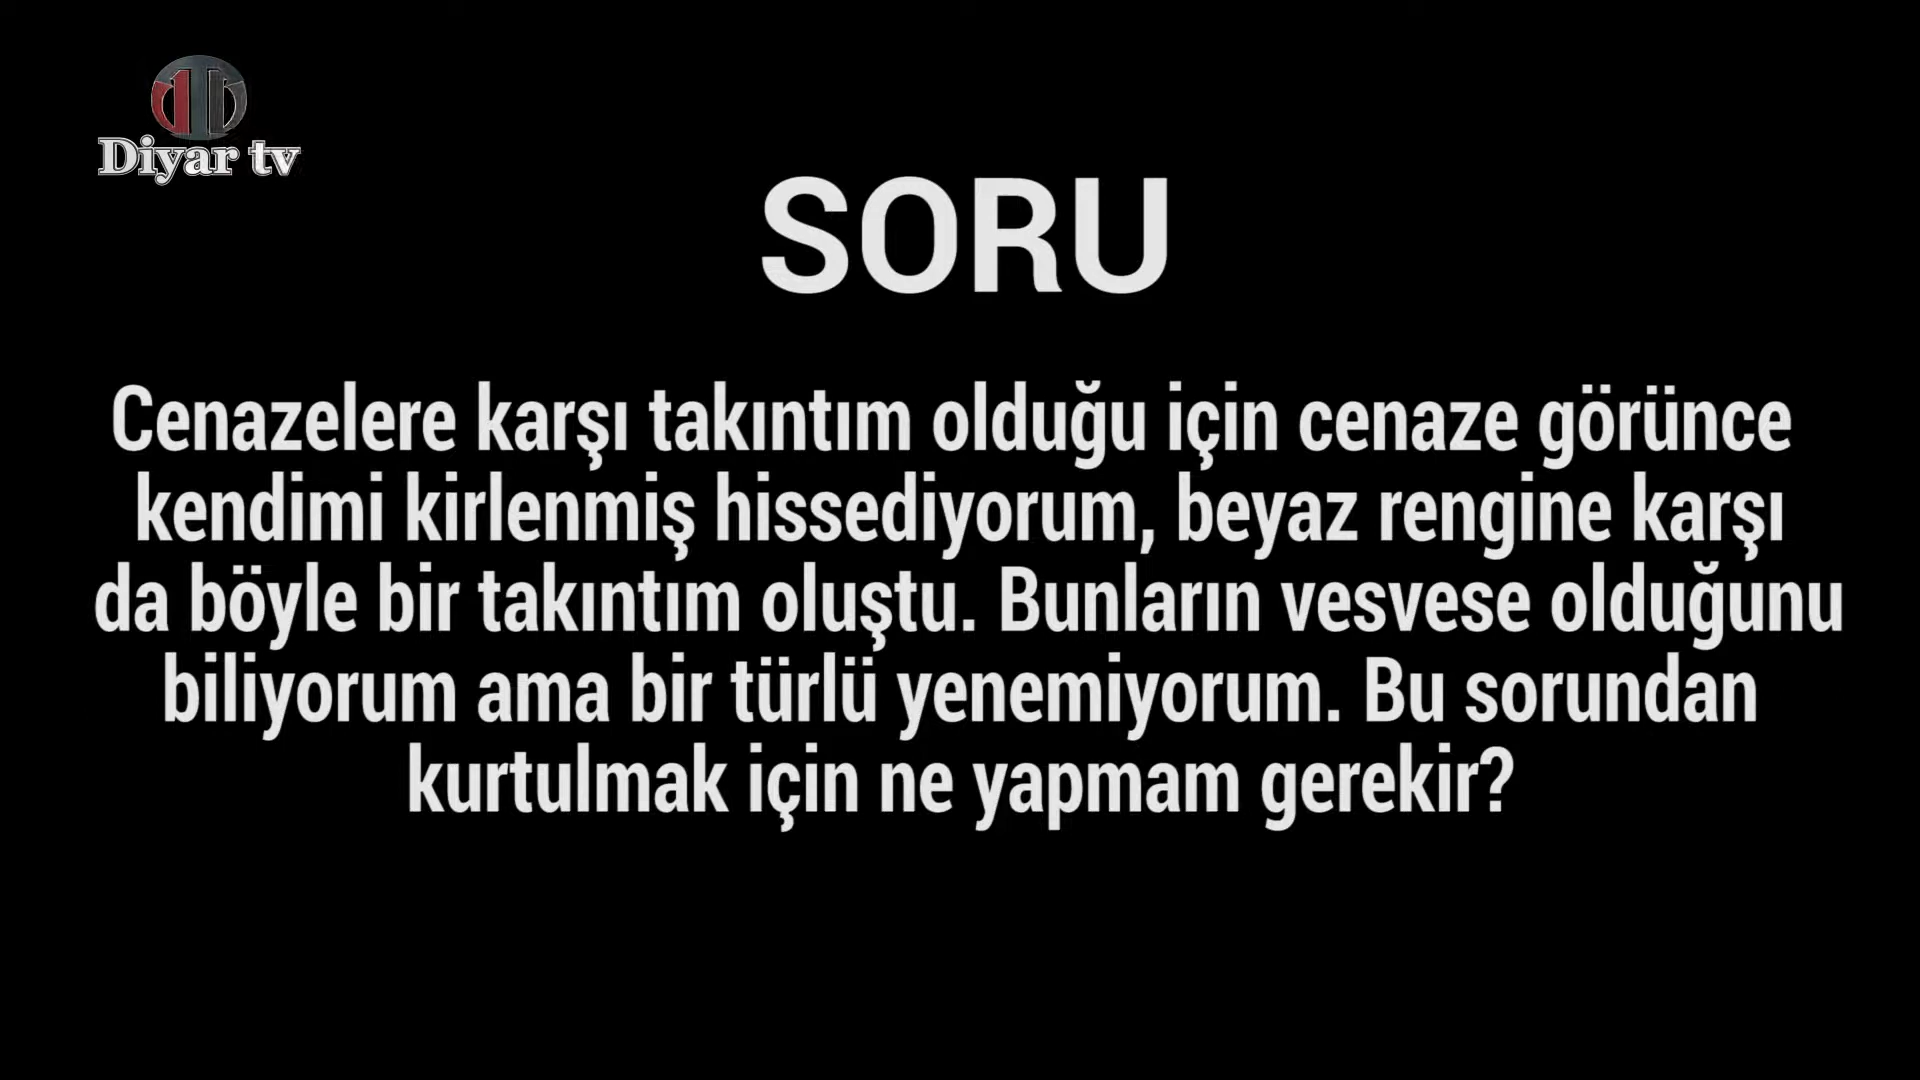 Diyar tv
SORU
Cenazelere karşı takıntım olduğu için cenaze görünce
kendimi kirlenmiş hissediyorum, beyaz rengine karşı
da böyle bir takıntım oluştu. Bunların vesvese olduğunu
biliyorum ama bir türlü yenemiyorum. Bu sorundan
kurtulmak için ne yapmam gerekir?